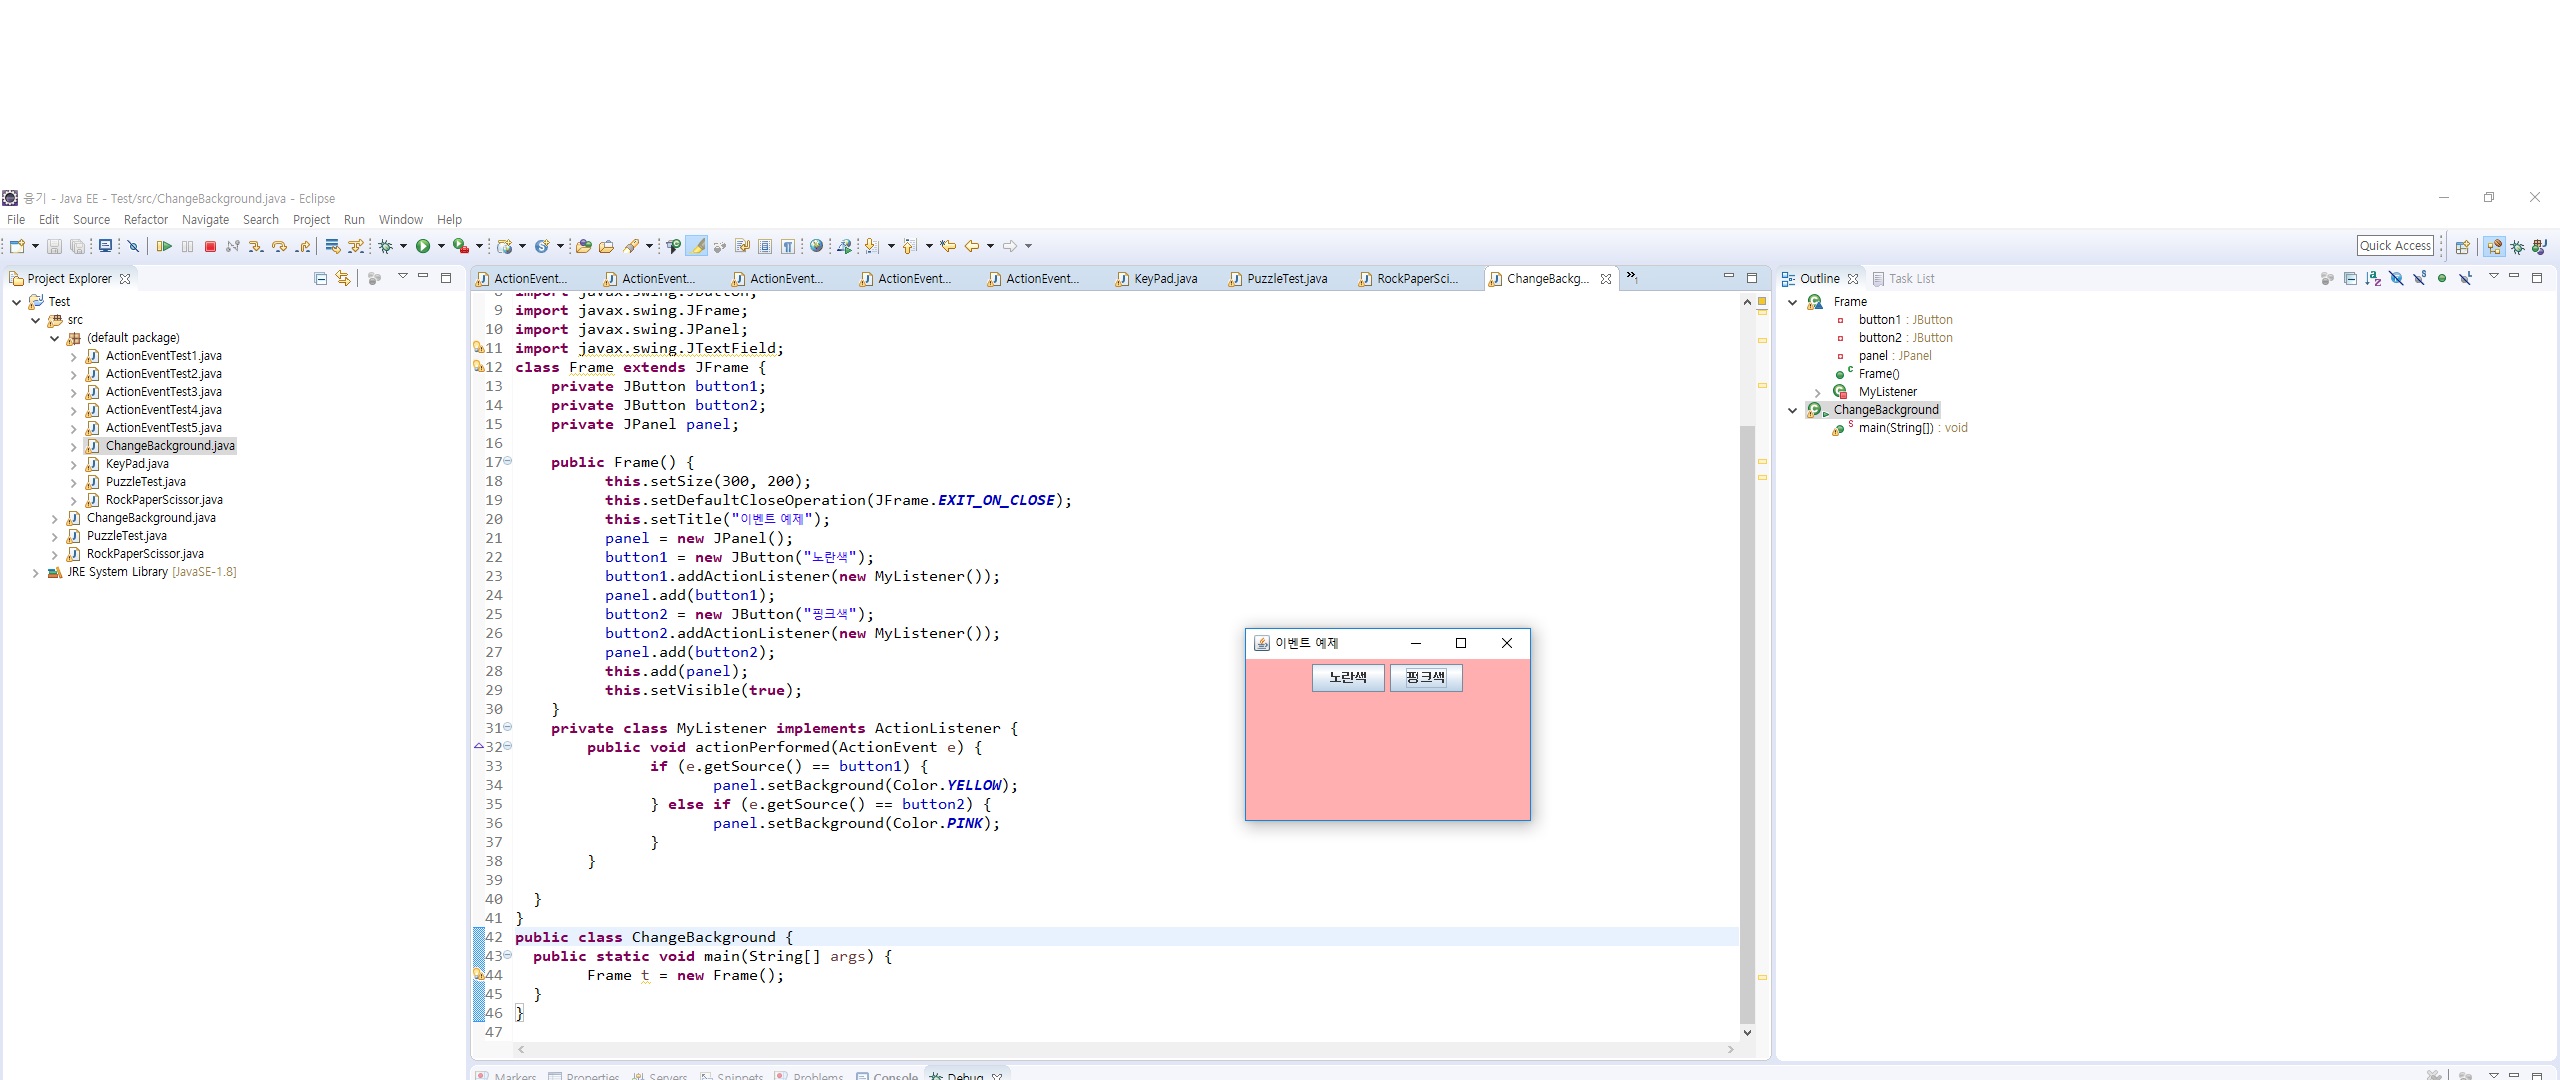 융기 - Java EE - Test/src/ChangeBackground.java - Eclipse
File Edit Source Refactor Navigate Search Project Run Window Help
Quick Access
Project Explorer
Test
src
(default package)
ActionEventTest1.java
ActionEventTest2.java
ActionEventTest3.java
ActionEventTest4.java
ActionEventTest5.java
ChangeBackground.java
KeyPad.java
PuzzleTest.java
RockPaperScissor.java
ChangeBackground.java
PuzzleTest.java
RockPaperScissor.java
JRE System Library [JavaSE-1.8]
ActionEvent... ActionEvent... ActionEvent... ActionEvent... ActionEvent... KeyPad.java PuzzleTest.java RockPaperSci... ChangeBackg... »1
8 import javax.swing.JButton;
9 import javax.swing.JFrame;
10 import javax.swing.JPanel;
11 import javax.swing.JTextField;
12 class Frame extends JFrame {
13 private JButton button1;
14 private JButton button2;
15 private JPanel panel;
16
17 public Frame() {
18 this.setSize(300, 200);
19 this.setDefaultCloseOperation(JFrame.EXIT_ON_CLOSE);
20 this.setTitle("이벤트 예제");
21 panel = new JPanel();
22 button1 = new JButton("노란색");
23 button1.addActionListener(new MyListener());
24 panel.add(button1);
25 button2 = new JButton("핑크색");
26 button2.addActionListener(new MyListener());
27 panel.add(button2);
28 this.add(panel);
29 this.setVisible(true);
30 }
31 private class MyListener implements ActionListener {
32 public void actionPerformed(ActionEvent e) {
33 if (e.getSource() == button1) {
34 panel.setBackground(Color.YELLOW);
35 } else if (e.getSource() == button2) {
36 panel.setBackground(Color.PINK);
37 }
38 }
39
40 }
41 }
42 public class ChangeBackground {
43 public static void main(String[] args) {
44 Frame t = new Frame();
45 }
46 }
47
이벤트 예제
노란색 핑크색
Outline Task List
Frame
button1 : JButton
button2 : JButton
panel : JPanel
Frame()
MyListener
ChangeBackground
main(String[]) : void
Markers Properties Servers Snippets Problems Console Debug